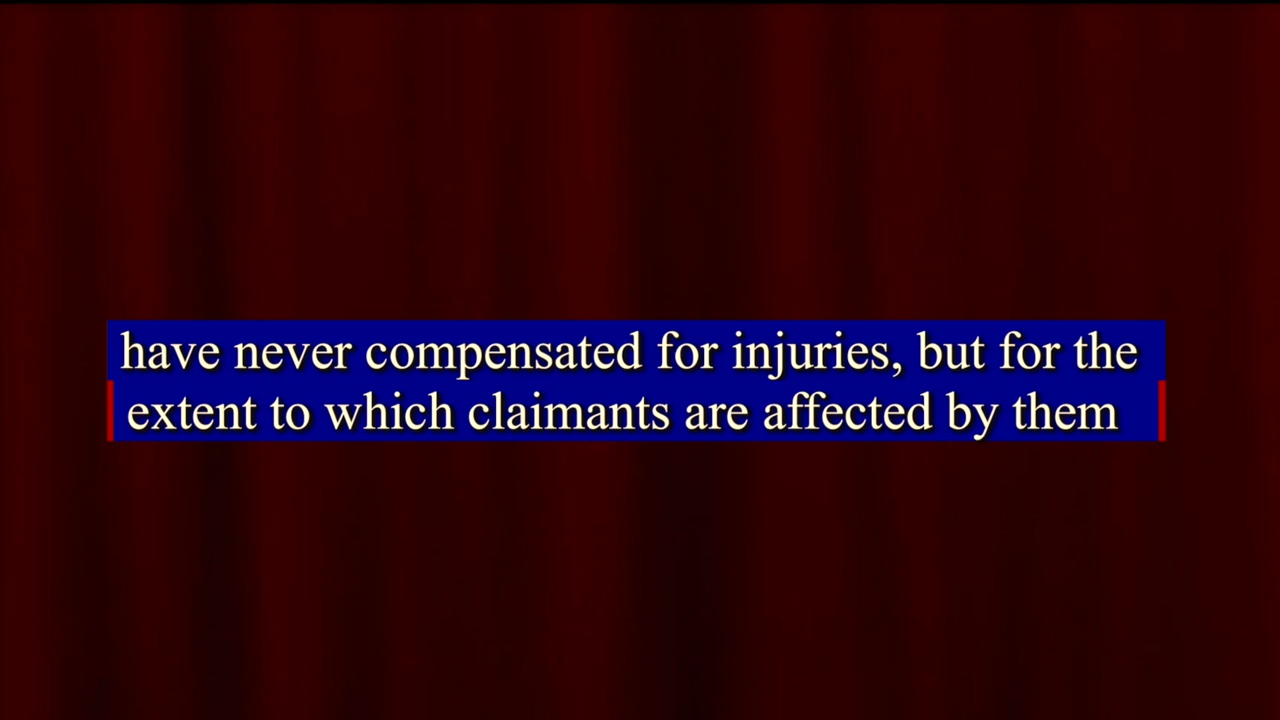 have never compensated for injuries, but for the
extent to which claimants are affected by them